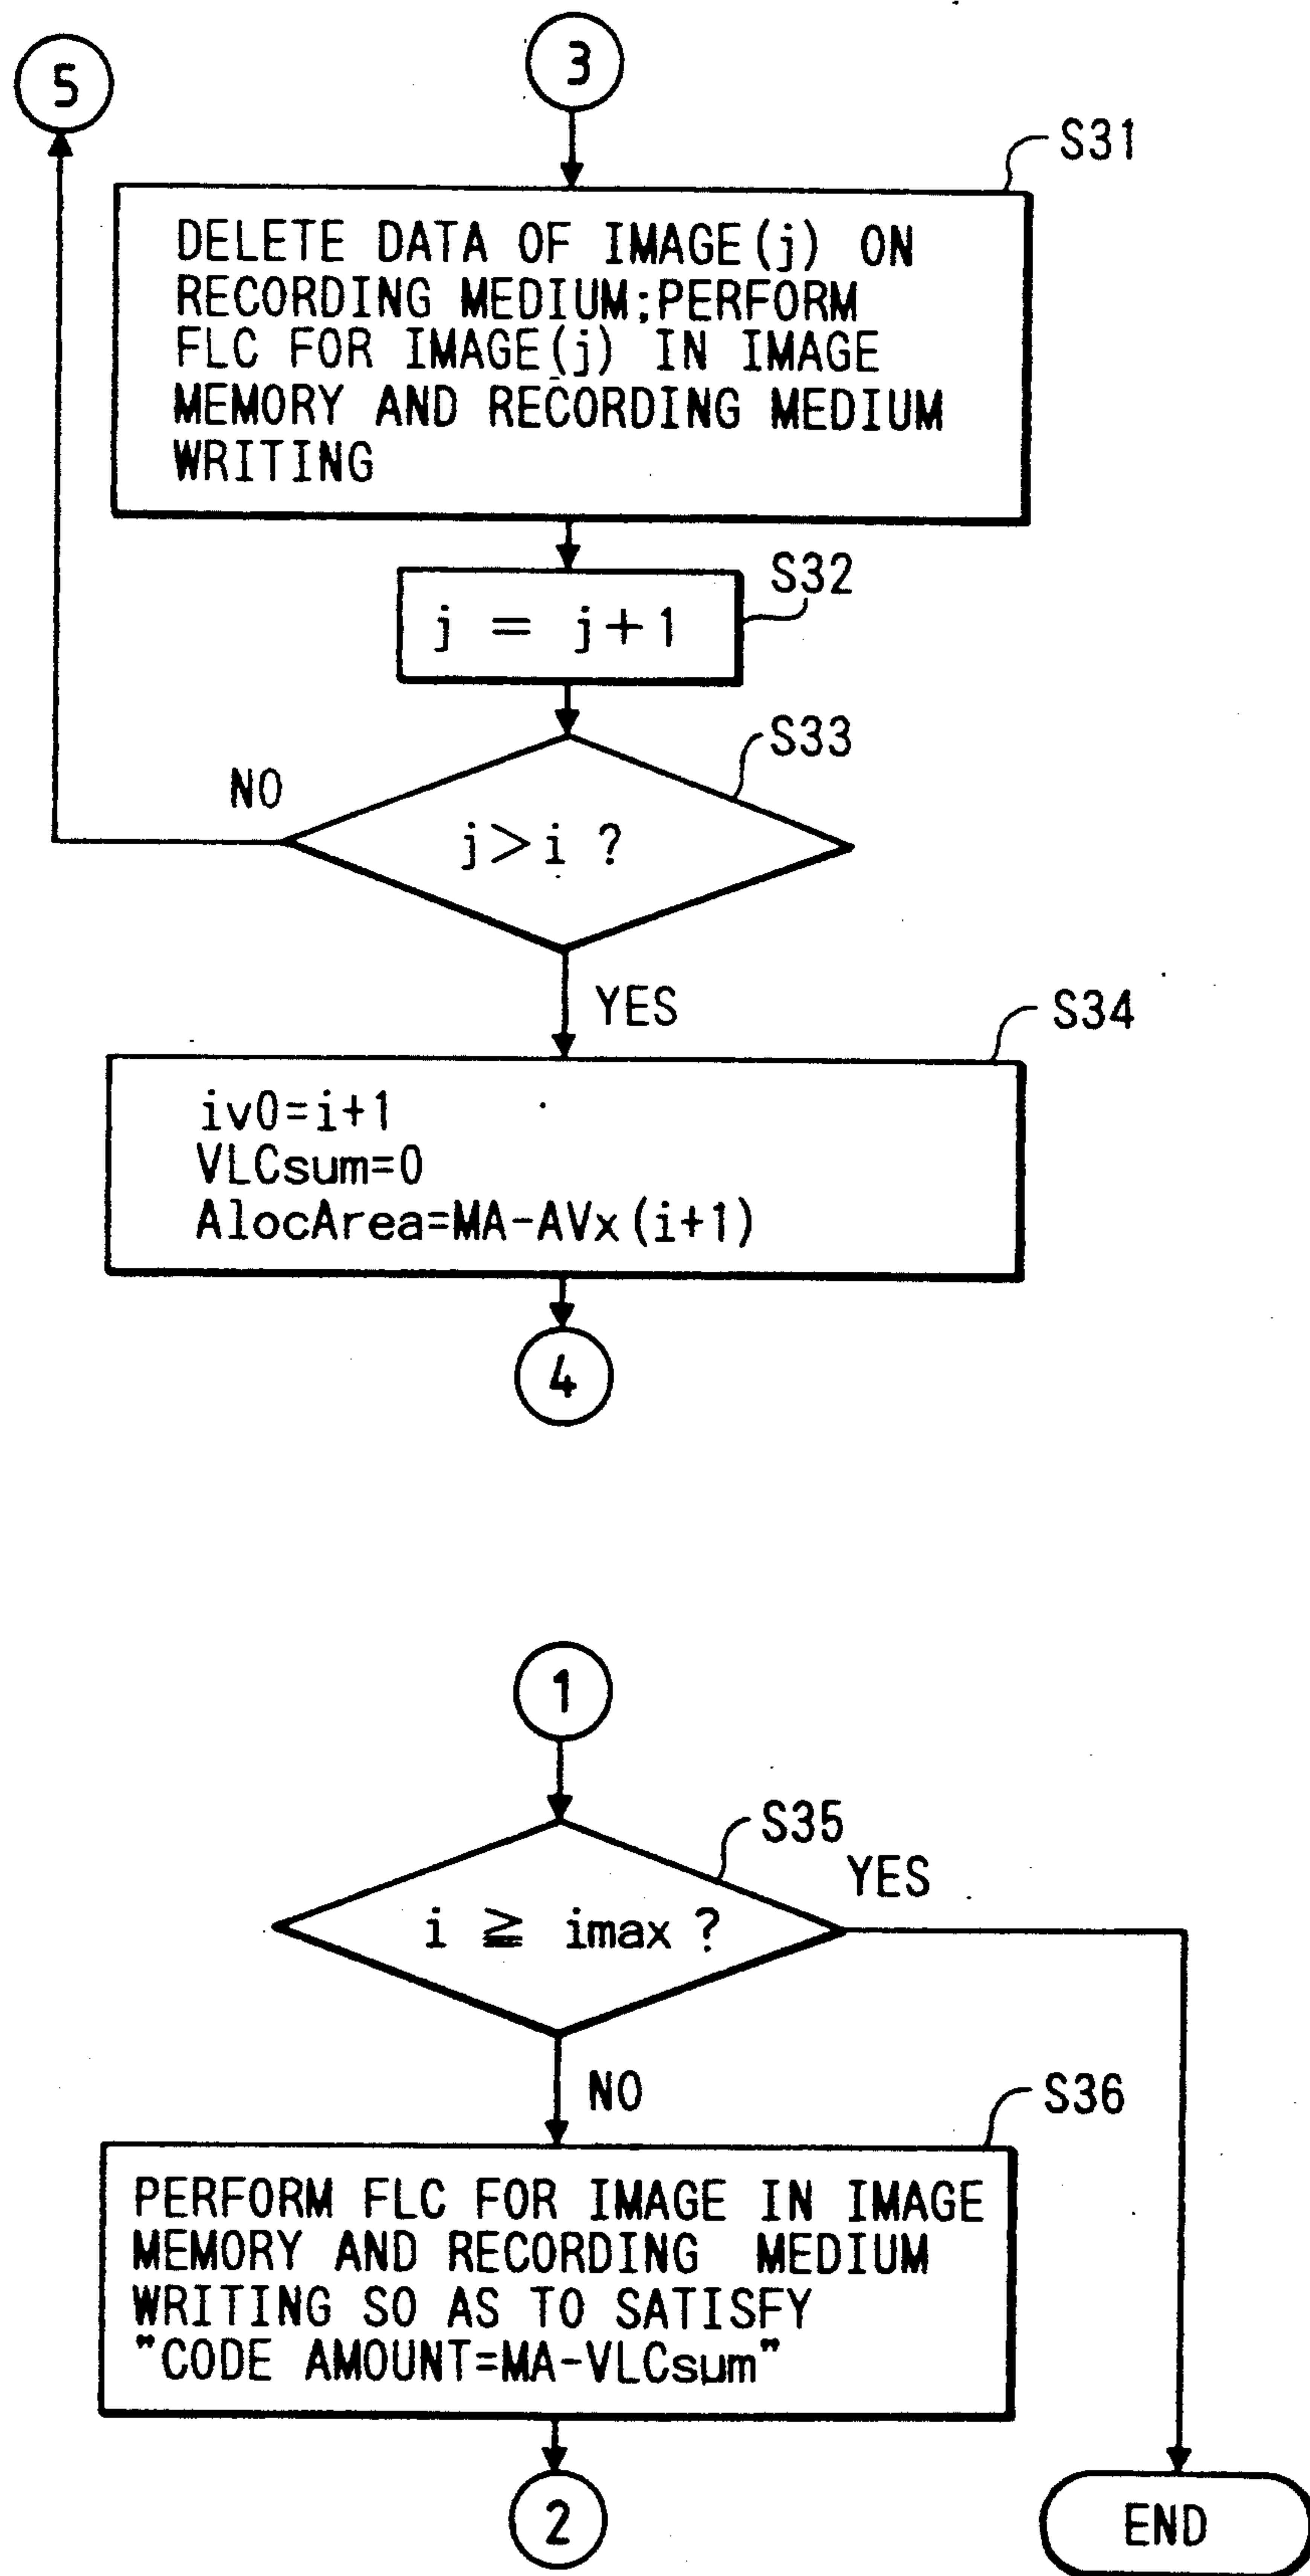 5
3
S31
DELETE DATA OF IMAGE(j) ON
RECORDING MEDIUM;PERFORM
FLC FOR IMAGE(j) IN IMAGE
MEMORY AND RECORDING MEDIUM
WRITING
S32
j = j+1
S33
NO
j>i ?
YES
S34
iv0=i+1
VLCsum=0
AlocArea=MA-AVx(i+1)
4
1
S35
YES
i ≧ imax ?
NO
S36
PERFORM FLC FOR IMAGE IN IMAGE
MEMORY AND RECORDING MEDIUM
WRITING SO AS TO SATISFY
"CODE AMOUNT=MA-VLCsum"
2
END